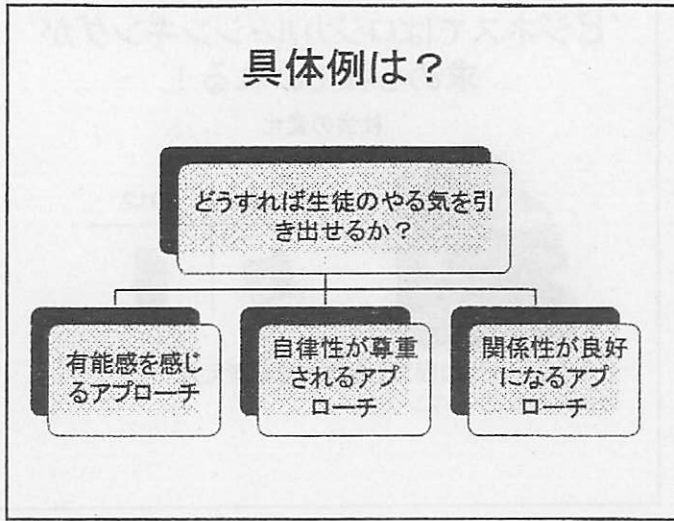 具体例は？
どうすれば生徒のやる気を引
き出せるか？
有能感を感じ
るアプローチ
自律性が尊重
されるアプ
ローチ
関係性が良好
になるアプ
ローチ